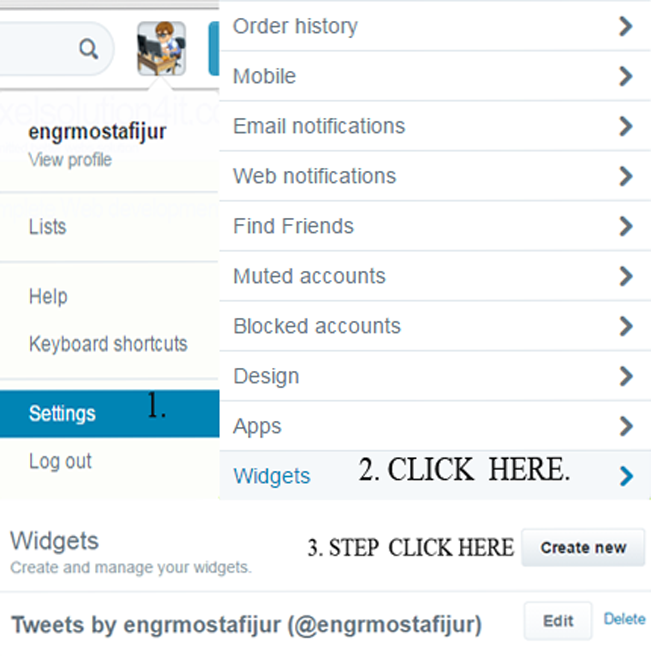 engrmostafijur
View profile
Lists
Help
Keyboard shortcuts
Settings 1.
Log out
Order history
Mobile
Email notifications
Web notifications
Find Friends
Muted accounts
Blocked accounts
Design
Apps
Widgets 2. CLICK HERE.
Widgets
Create and manage your widgets.
3. STEP CLICK HERE Create new
Tweets by engrmostafijur (@engrmostafijur) Edit Delete